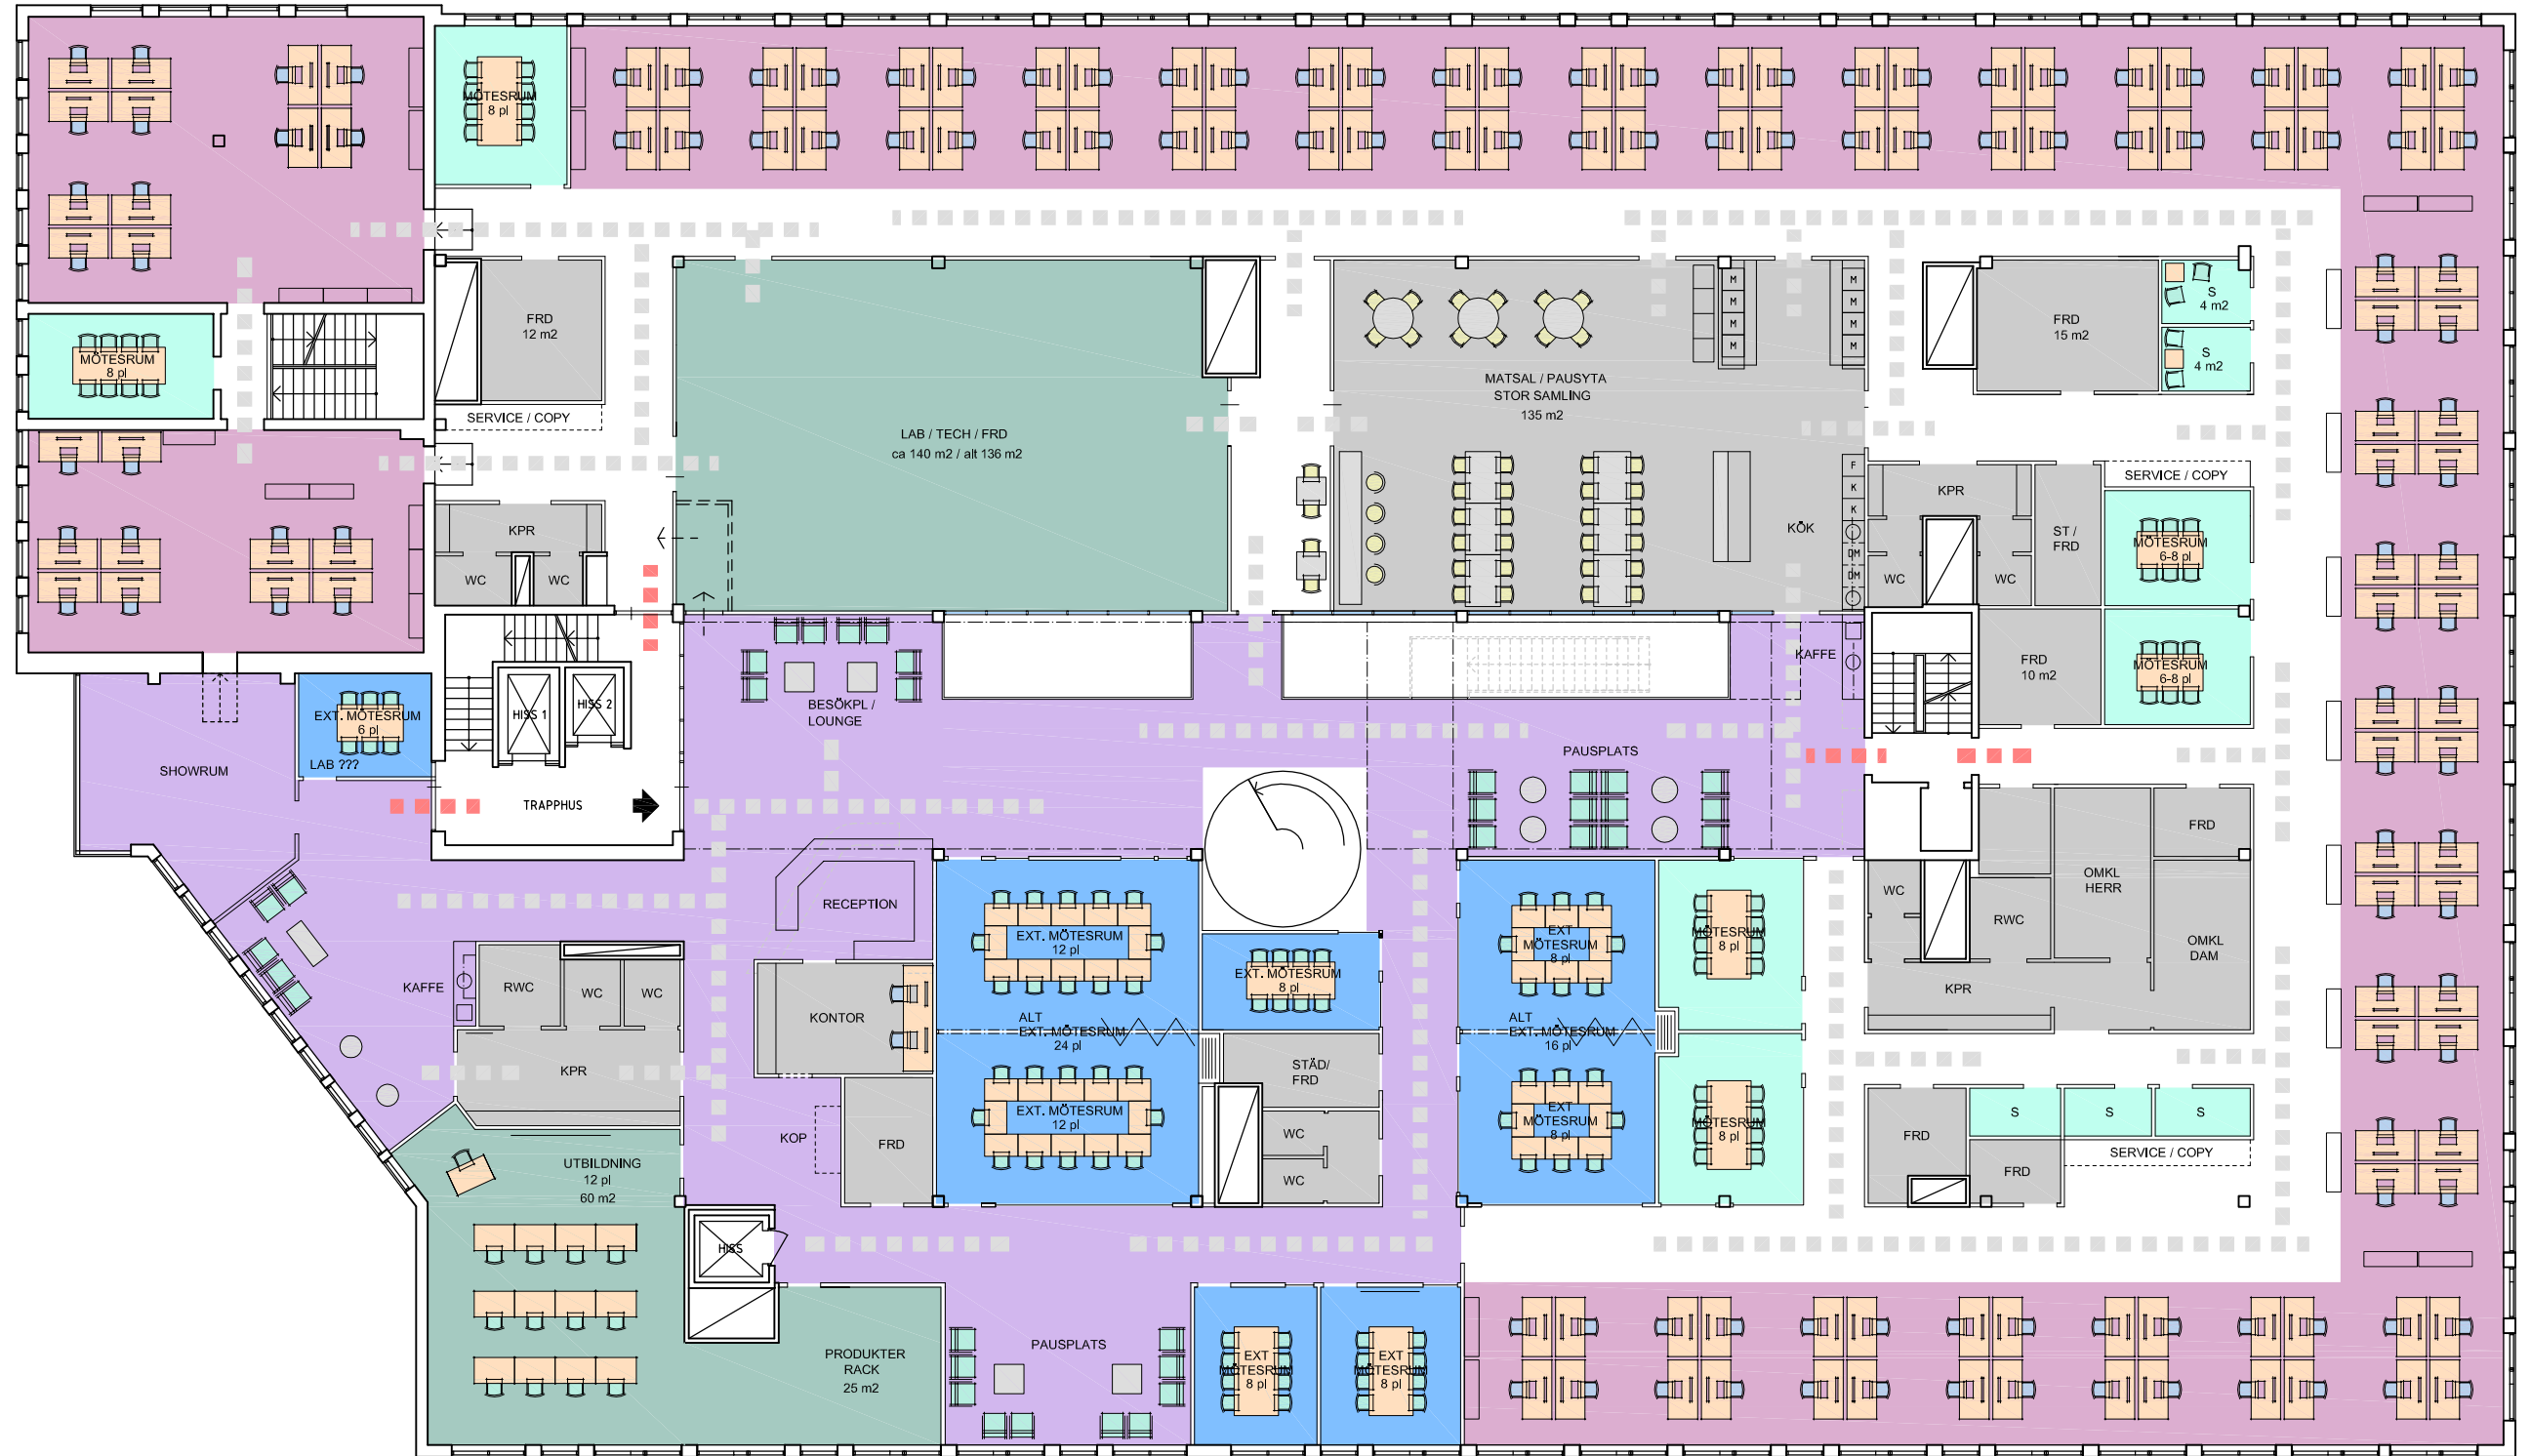 MÖTESRUM
8 pl
FRD
12 m2
SERVICE / COPY
MÖTESRUM
8 pl
LAB / TECH / FRD
ca 140 m2 / alt 136 m2
MATSAL / PAUSYTA
STOR SAMLING
135 m2
M
M
M
M
M
M
M
M
F
K
K
DM
DM
KÖK
FRD
15 m2
S
4 m2
S
4 m2
SERVICE / COPY
KPR
WC
WC
ST /
FRD
MÖTESRUM
6-8 pl
FRD
10 m2
MÖTESRUM
6-8 pl
KPR
WC
WC
EXT. MÖTESRUM
6 pl
LAB ???
SHOWRUM
HISS 1
HISS 2
TRAPPHUS
BESÖKPL /
LOUNGE
KAFFE
PAUSPLATS
RECEPTION
EXT. MÖTESRUM
12 pl
EXT. MÖTESRUM
8 pl
EXT
MÖTESRUM
8 pl
MÖTESRUM
8 pl
WC
RWC
OMKL
HERR
FRD
OMKL
DAM
KPR
KAFFE
RWC
WC
WC
KPR
KONTOR
ALT
EXT. MÖTESRUM
24 pl
ALT
EXT. MÖTESRUM
16 pl
STÄD/
FRD
WC
WC
KOP
FRD
EXT. MÖTESRUM
12 pl
EXT
MÖTESRUM
8 pl
MÖTESRUM
8 pl
FRD
S
S
S
FRD
SERVICE / COPY
UTBILDNING
12 pl
60 m2
HISS
PRODUKTER
RACK
25 m2
PAUSPLATS
EXT
MÖTESRUM
8 pl
EXT
MÖTESRUM
8 pl